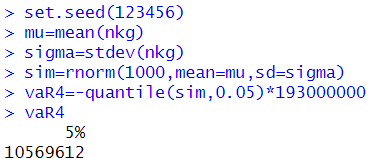 > set.seed(123456)
> mu=mean(nkg)
> sigma=stdev(nkg)
> sim=rnorm(1000,mean=mu,sd=sigma)
> vaR4=-quantile(sim,0.05)*193000000
> vaR4
5%
10569612